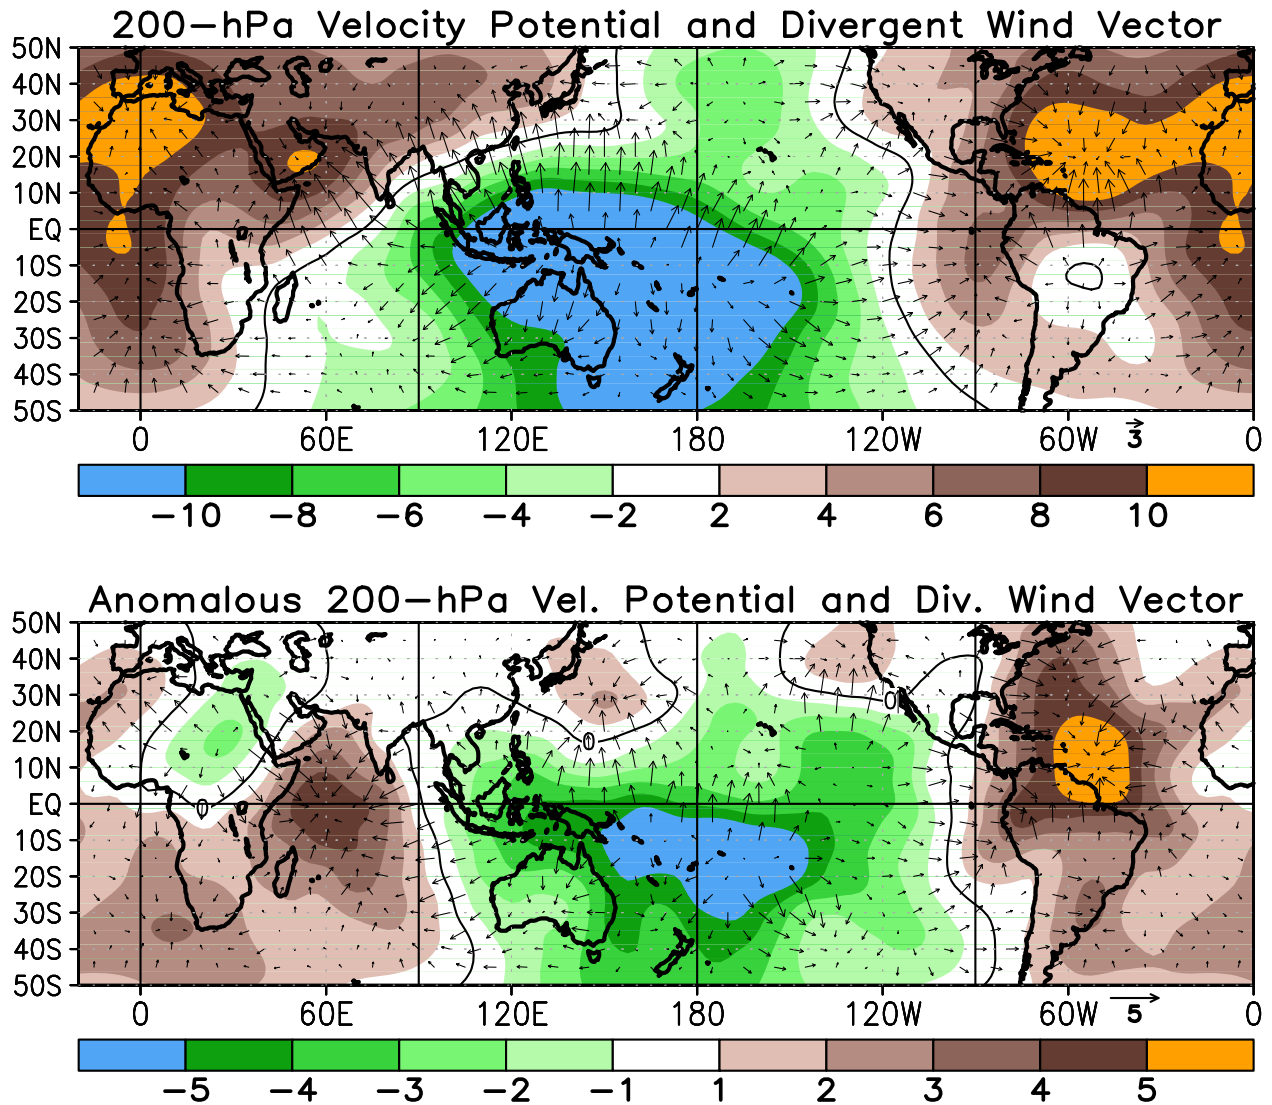 200-hPa Velocity Potential and Divergent Wind Vector
50N
40N
30N
20N
10N
EQ
10S
20S
30S
40S
50S
0 60E 120E 180 120W 60W 0
3
-10 -8 -6 -4 -2 2 4 6 8 10
Anomalous 200-hPa Vel. Potential and Div. Wind Vector
50N
40N
30N
20N
10N
EQ
10S
20S
30S
40S
50S
0
0
0
0 60E 120E 180 120W 60W 0
5
-5 -4 -3 -2 -1 1 2 3 4 5